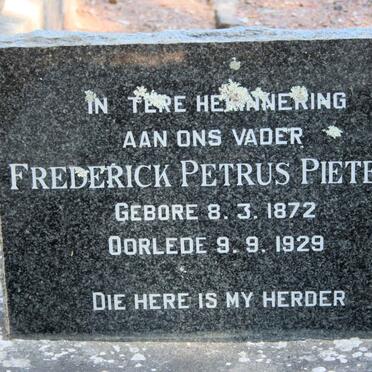 IN TERE HERINNERING
AAN ONS VADER
FREDERICK PETRUS PIETE
GEBORE 8. 3. 1872
OORLEDE 9. 9. 1929
DIE HERE IS MY HERDER